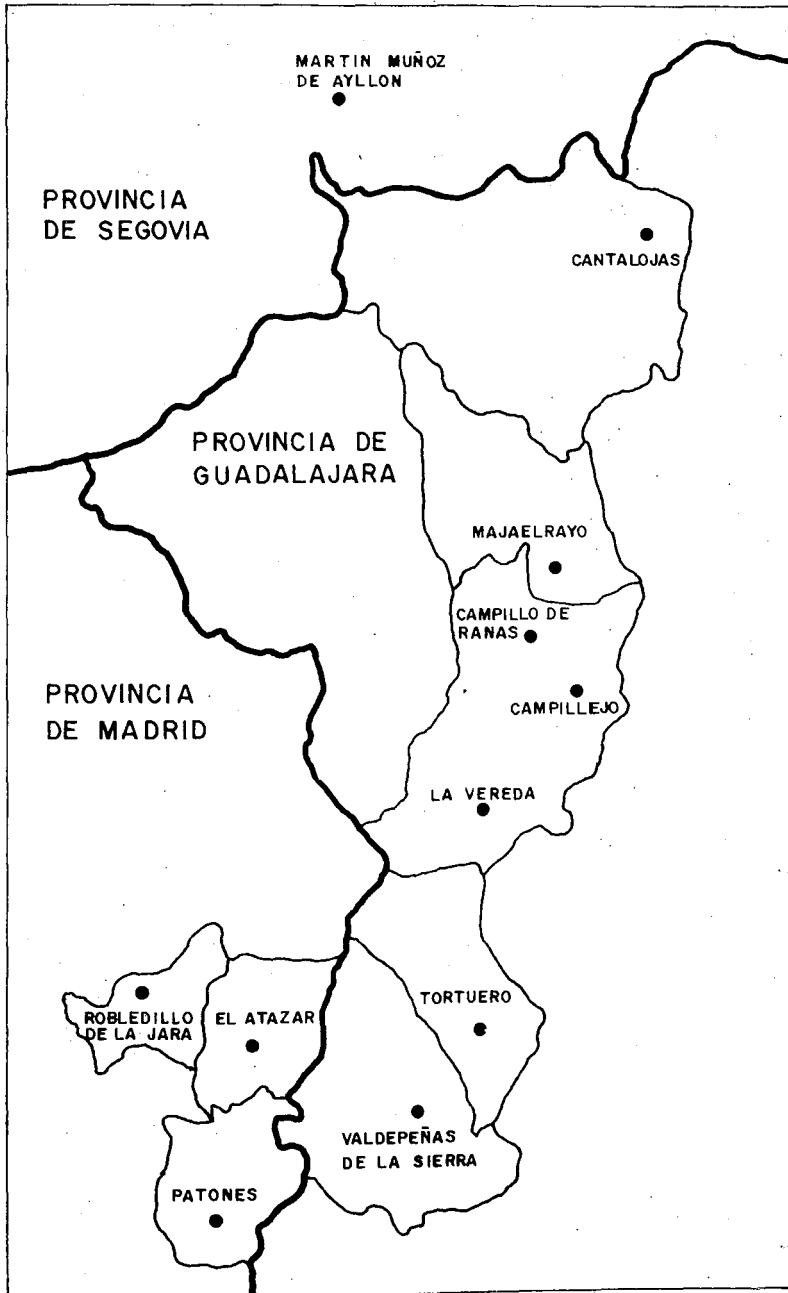 MARTIN MUÑOZ
DE AYLLON
PROVINCIA
DE SEGOVIA
CANTALOJAS
PROVINCIA DE
GUADALAJARA
MAJAELRAYO
CAMPILLO DE
RANAS
PROVINCIA
DE MADRID
CAMPILLEJO
LA VEREDA
TORTUERO
ROBLEDILLO
DE LA JARA
EL ATAZAR
VALDEPEÑAS
DE LA SIERRA
PATONES